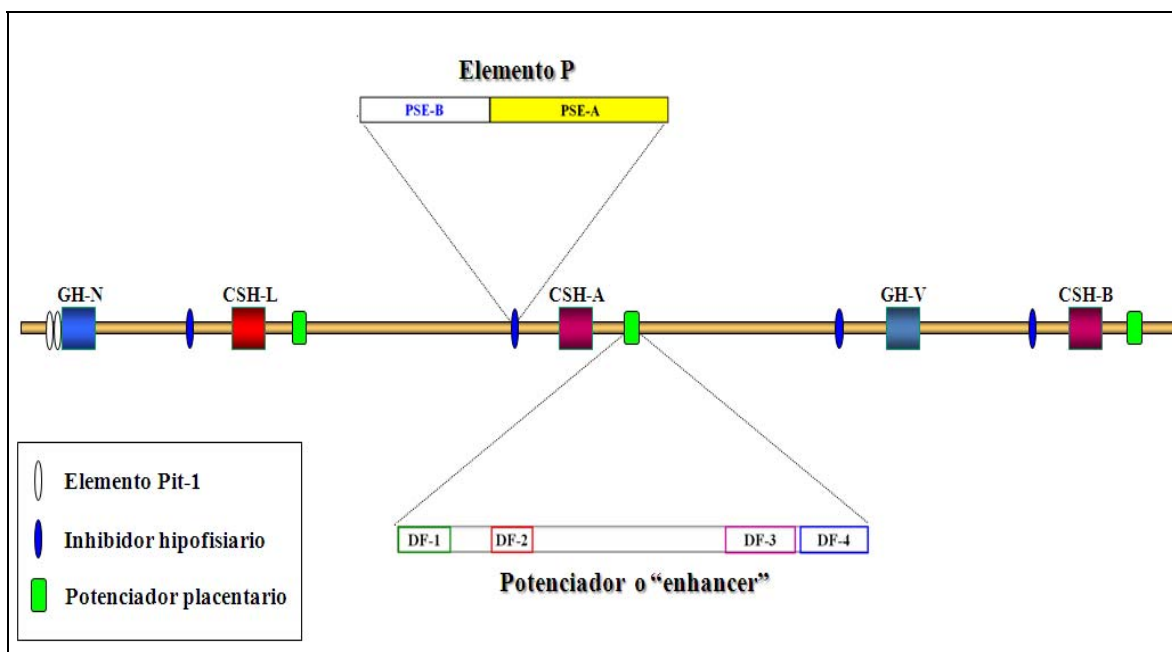 Elemento P
PSE-B PSE-A
GH-N CSH-L CSH-A GH-V CSH-B
Elemento Pit-1
Inhibidor hipofisiario
Potenciador placentario
DF-1 DF-2 DF-3 DF-4
Potenciador o “enhancer”